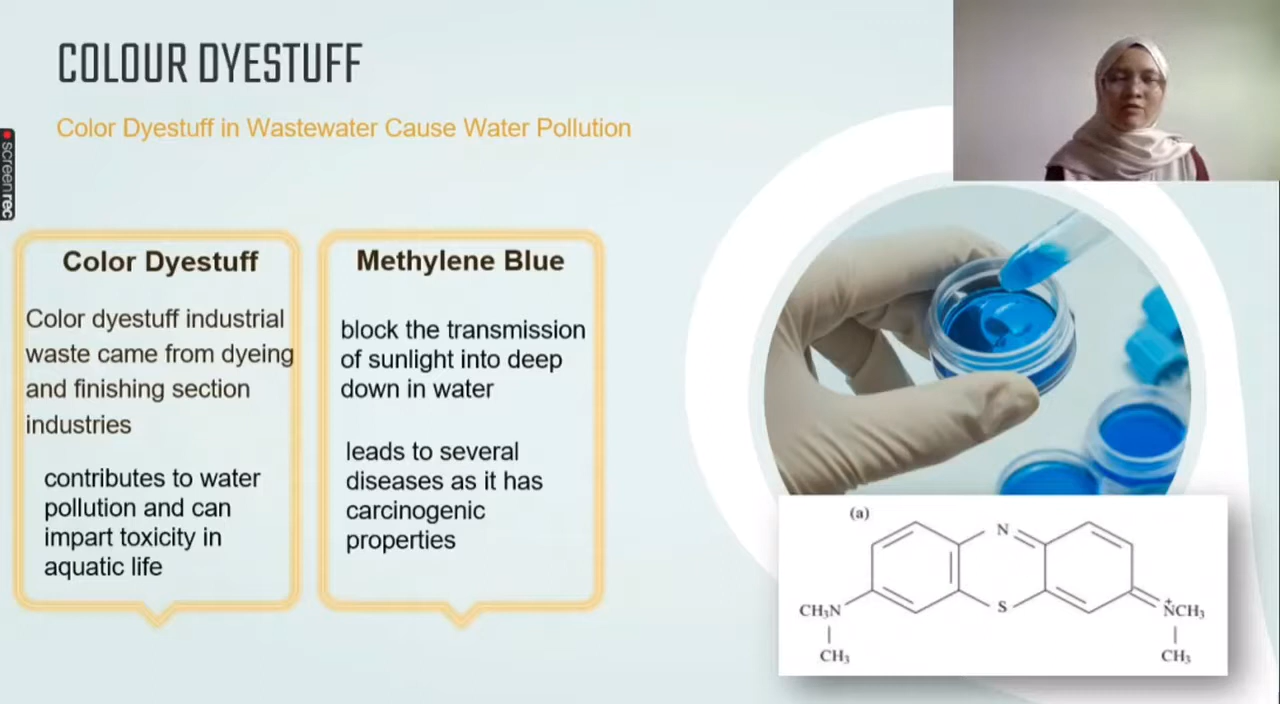 COLOUR DYESTUFF
Color Dyestuff in Wastewater Cause Water Pollution
screenrec
Color Dyestuff
Color dyestuff industrial
waste came from dyeing
and finishing section
industries
contributes to water
pollution and can
impart toxicity in
aquatic life
Methylene Blue
block the transmission
of sunlight into deep
down in water
leads to several
diseases as it has
carcinogenic
properties
(a)
N
S
CH₃N
CH₃
+
NCH₃
CH₃